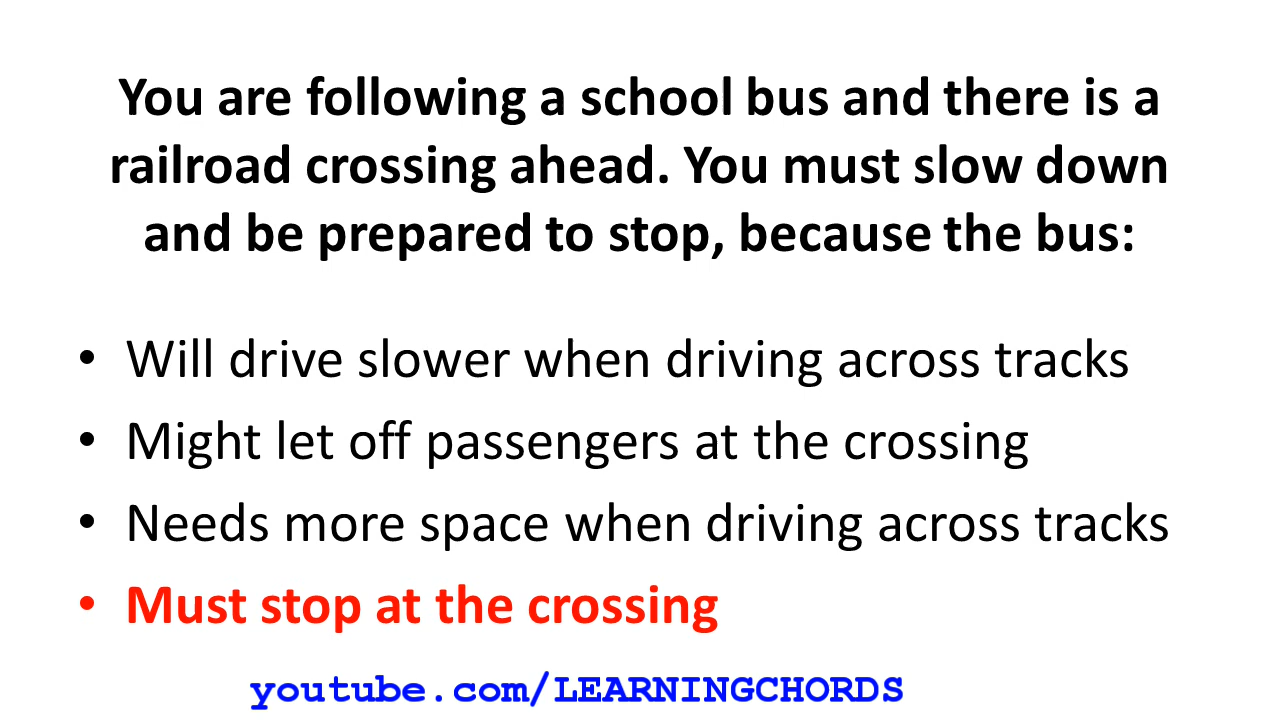 You are following a school bus and there is a
railroad crossing ahead. You must slow down
and be prepared to stop, because the bus:
• Will drive slower when driving across tracks
• Might let off passengers at the crossing
• Needs more space when driving across tracks
• Must stop at the crossing
youtube.com/LEARNINGCHORDS